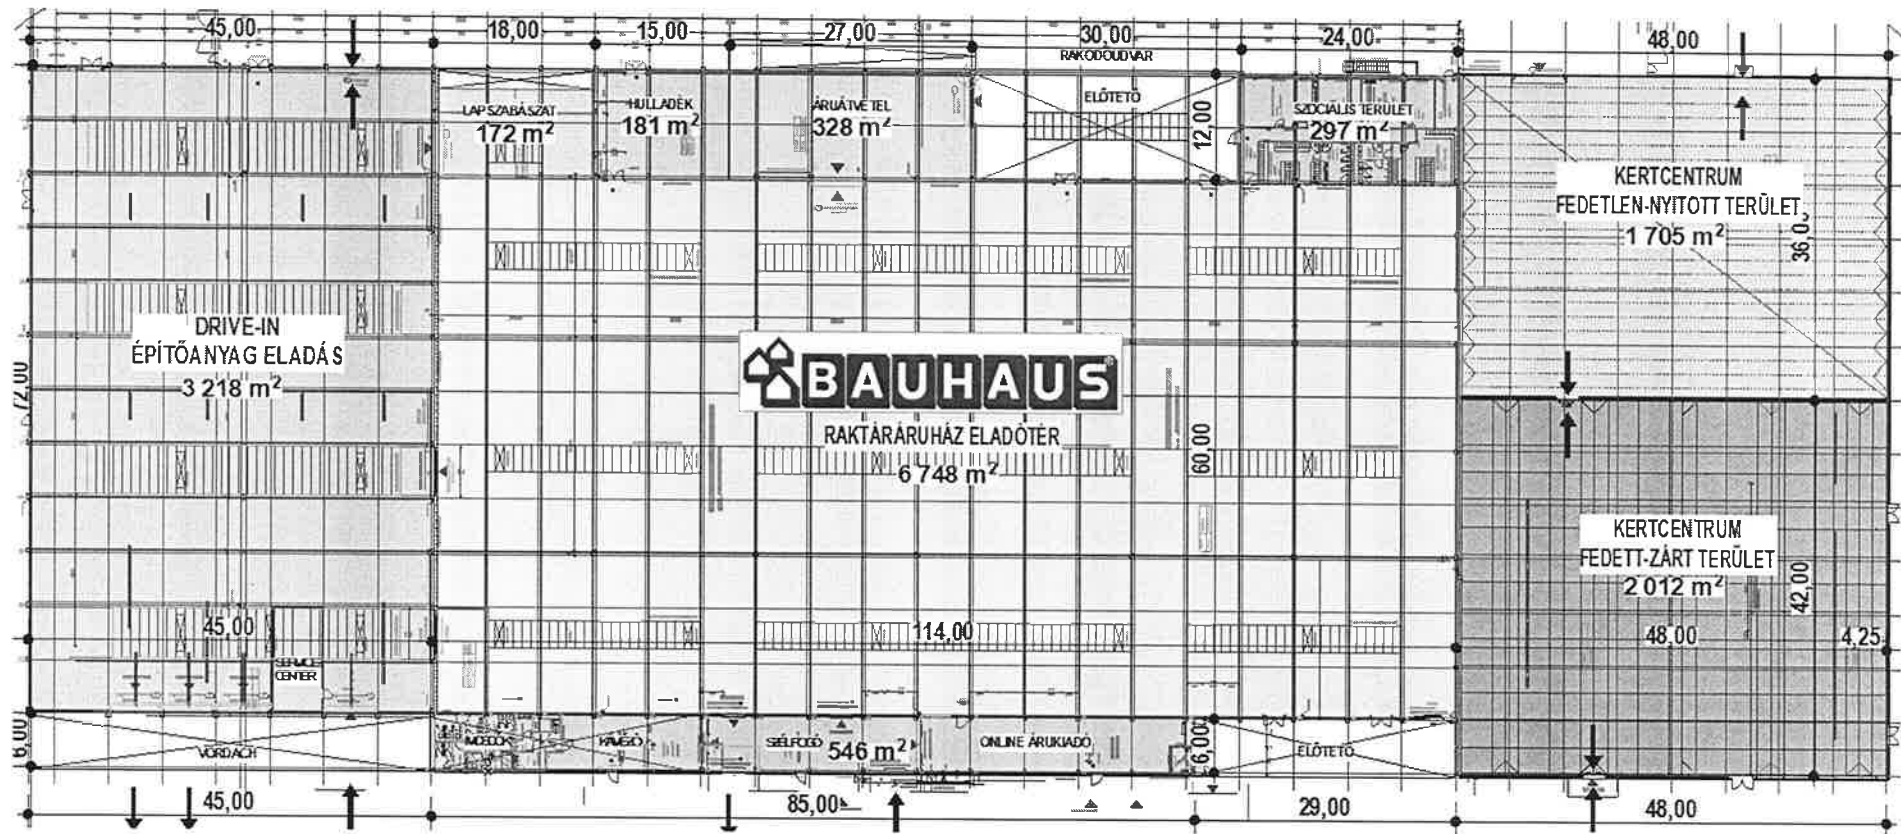 45,00
18,00
15,00
27,00
30,00
24,00
48,00
RAKODÓUDVAR
LAPSZABÁSZAT
172 m²
HULLADÉK
181 m²
ÁRUÁTVÉTEL
328 m²
ELŐTETŐ
12,00
SZOCIÁLIS TERÜLET
297 m²
KERTCENTRUM
FEDETLEN-NYITOTT TERÜLET
1 705 m²
DRIVE-IN
ÉPÍTŐANYAG ELADÁS
3 218 m²
72,00
BAUHAUS®
RAKTÁRÁRUHÁZ ELADÓTÉR
6 748 m²
60,00
KERTCENTRUM
FEDETT-ZÁRT TERÜLET
2 012 m²
42,00
45,00
114,00
48,00
4,25
SERVICE
CENTER
6,00
VORDACH
KÁVÉZÓ
SZÉLFOGÓ
546 m²
ONLINE ÁRUKIADÓ
6,00
ELŐTETŐ
45,00
85,00
29,00
48,00